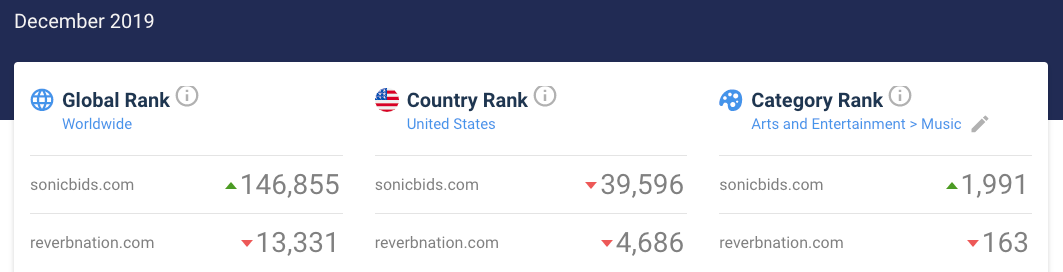 December 2019
Global Rank
Worldwide
sonicbids.com 146,855
reverbnation.com 13,331
Country Rank
United States
sonicbids.com 39,596
reverbnation.com 4,686
Category Rank
Arts and Entertainment > Music
sonicbids.com 1,991
reverbnation.com 163